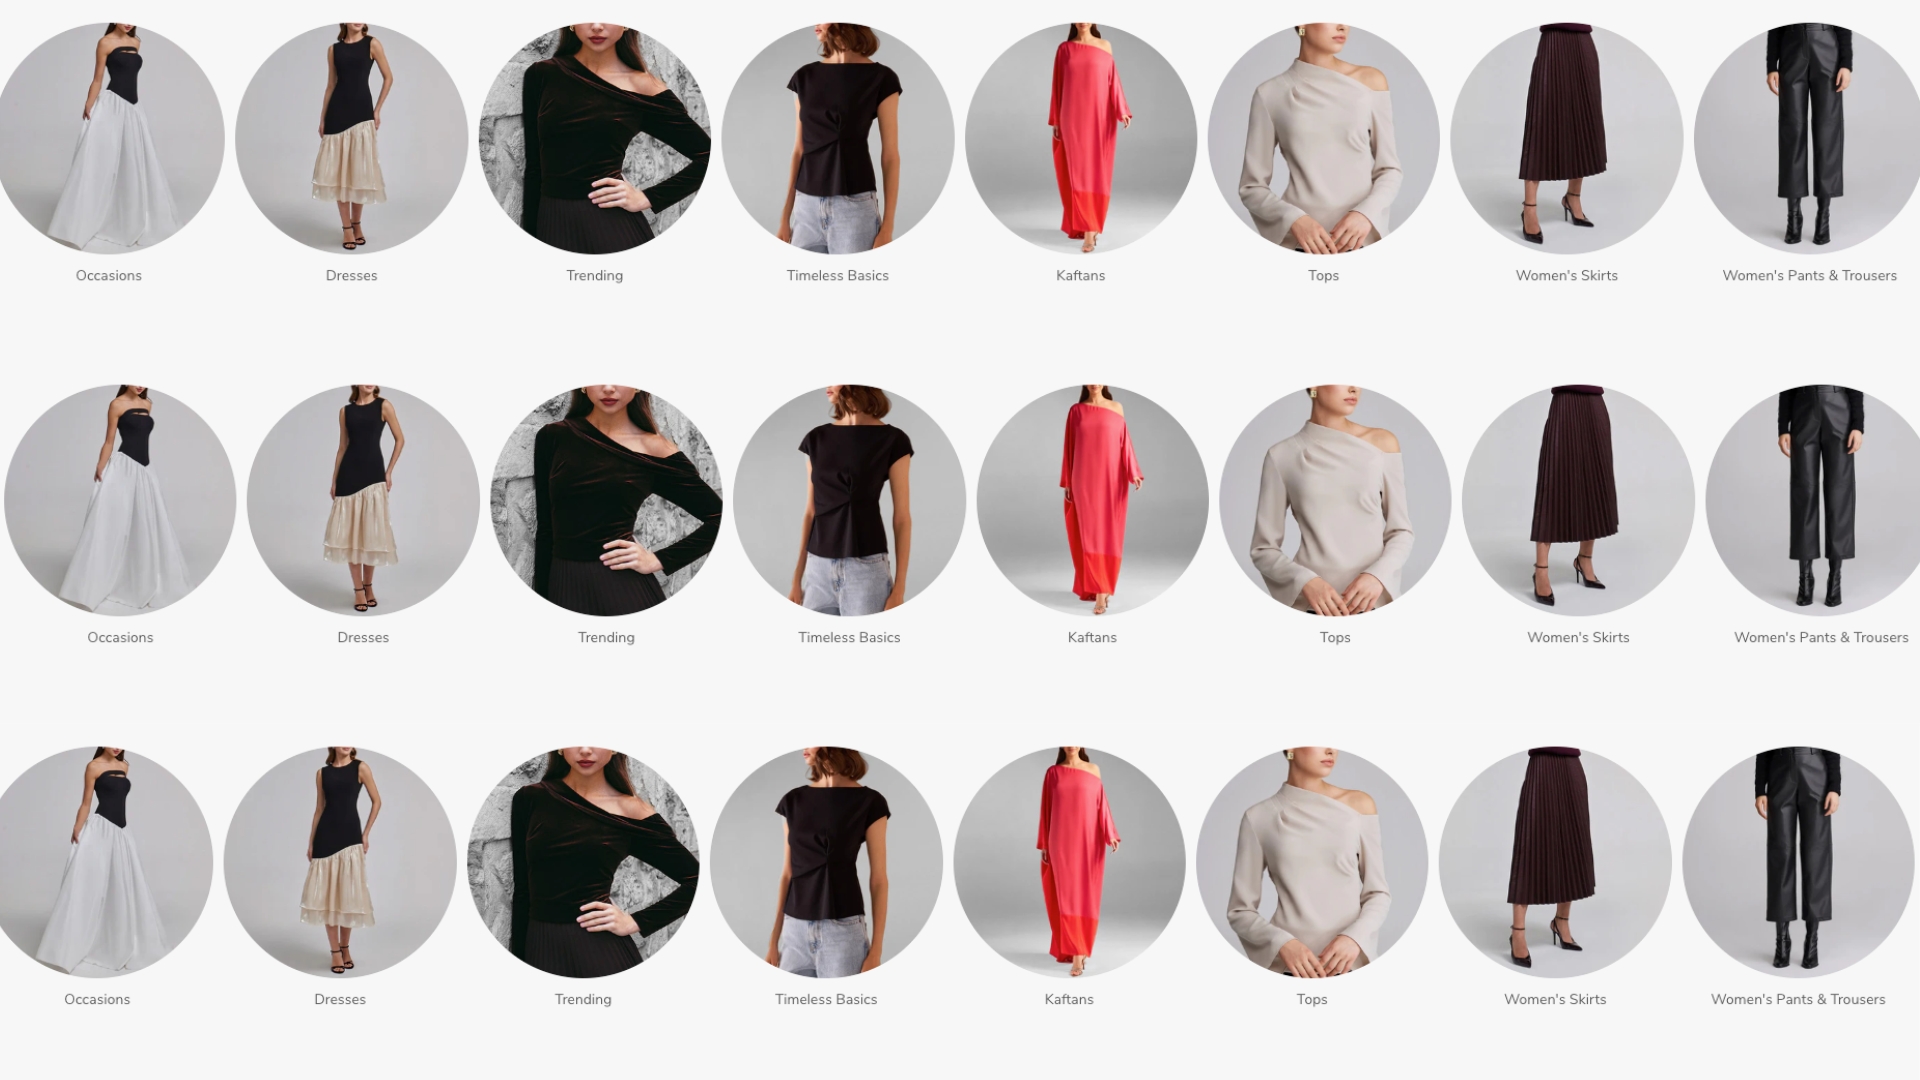 Occasions
Dresses
Trending
Timeless Basics
Kaftans
Tops
Women's Skirts
Women's Pants & Trousers
Occasions
Dresses
Trending
Timeless Basics
Kaftans
Tops
Women's Skirts
Women's Pants & Trousers
Occasions
Dresses
Trending
Timeless Basics
Kaftans
Tops
Women's Skirts
Women's Pants & Trousers